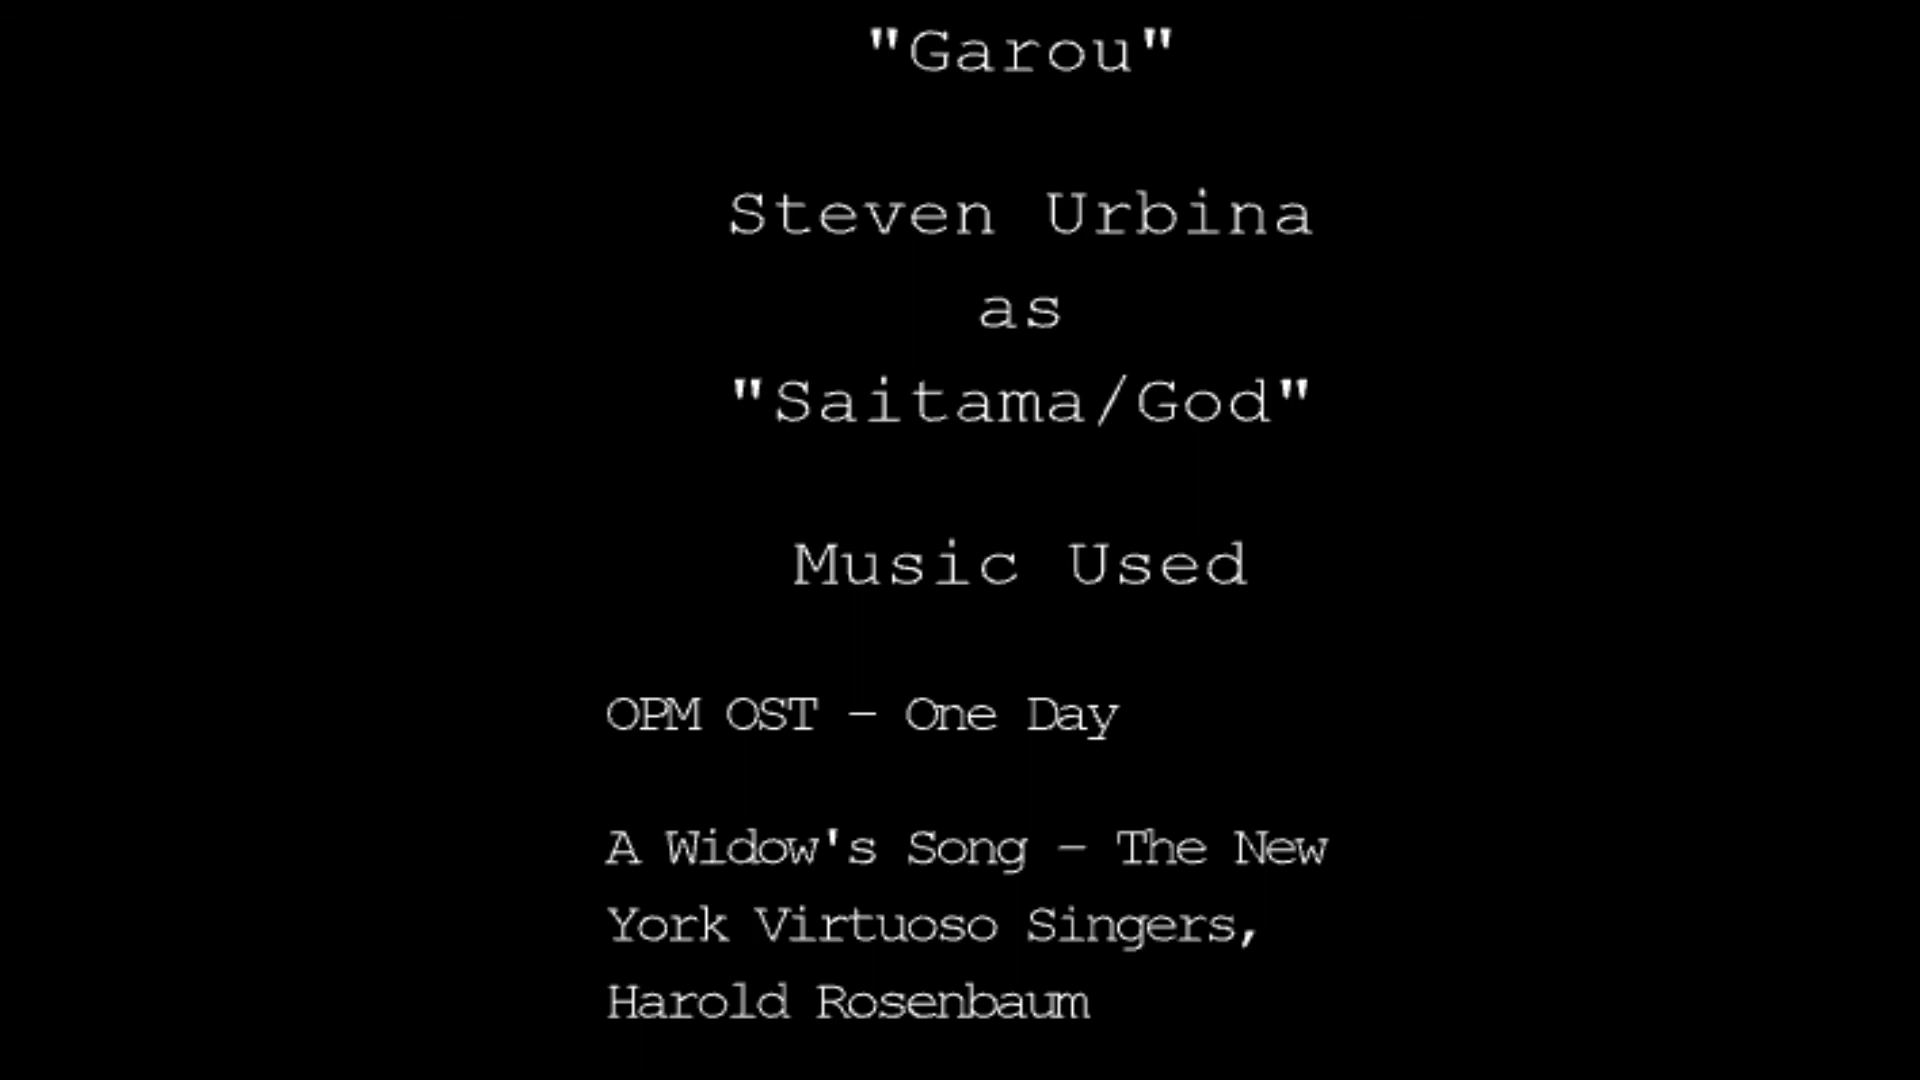 "Garou"
Steven Urbina
as
"Saitama/God"
Music Used
OPM OST - One Day
A Widow's Song - The New
York Virtuoso Singers,
Harold Rosenbaum